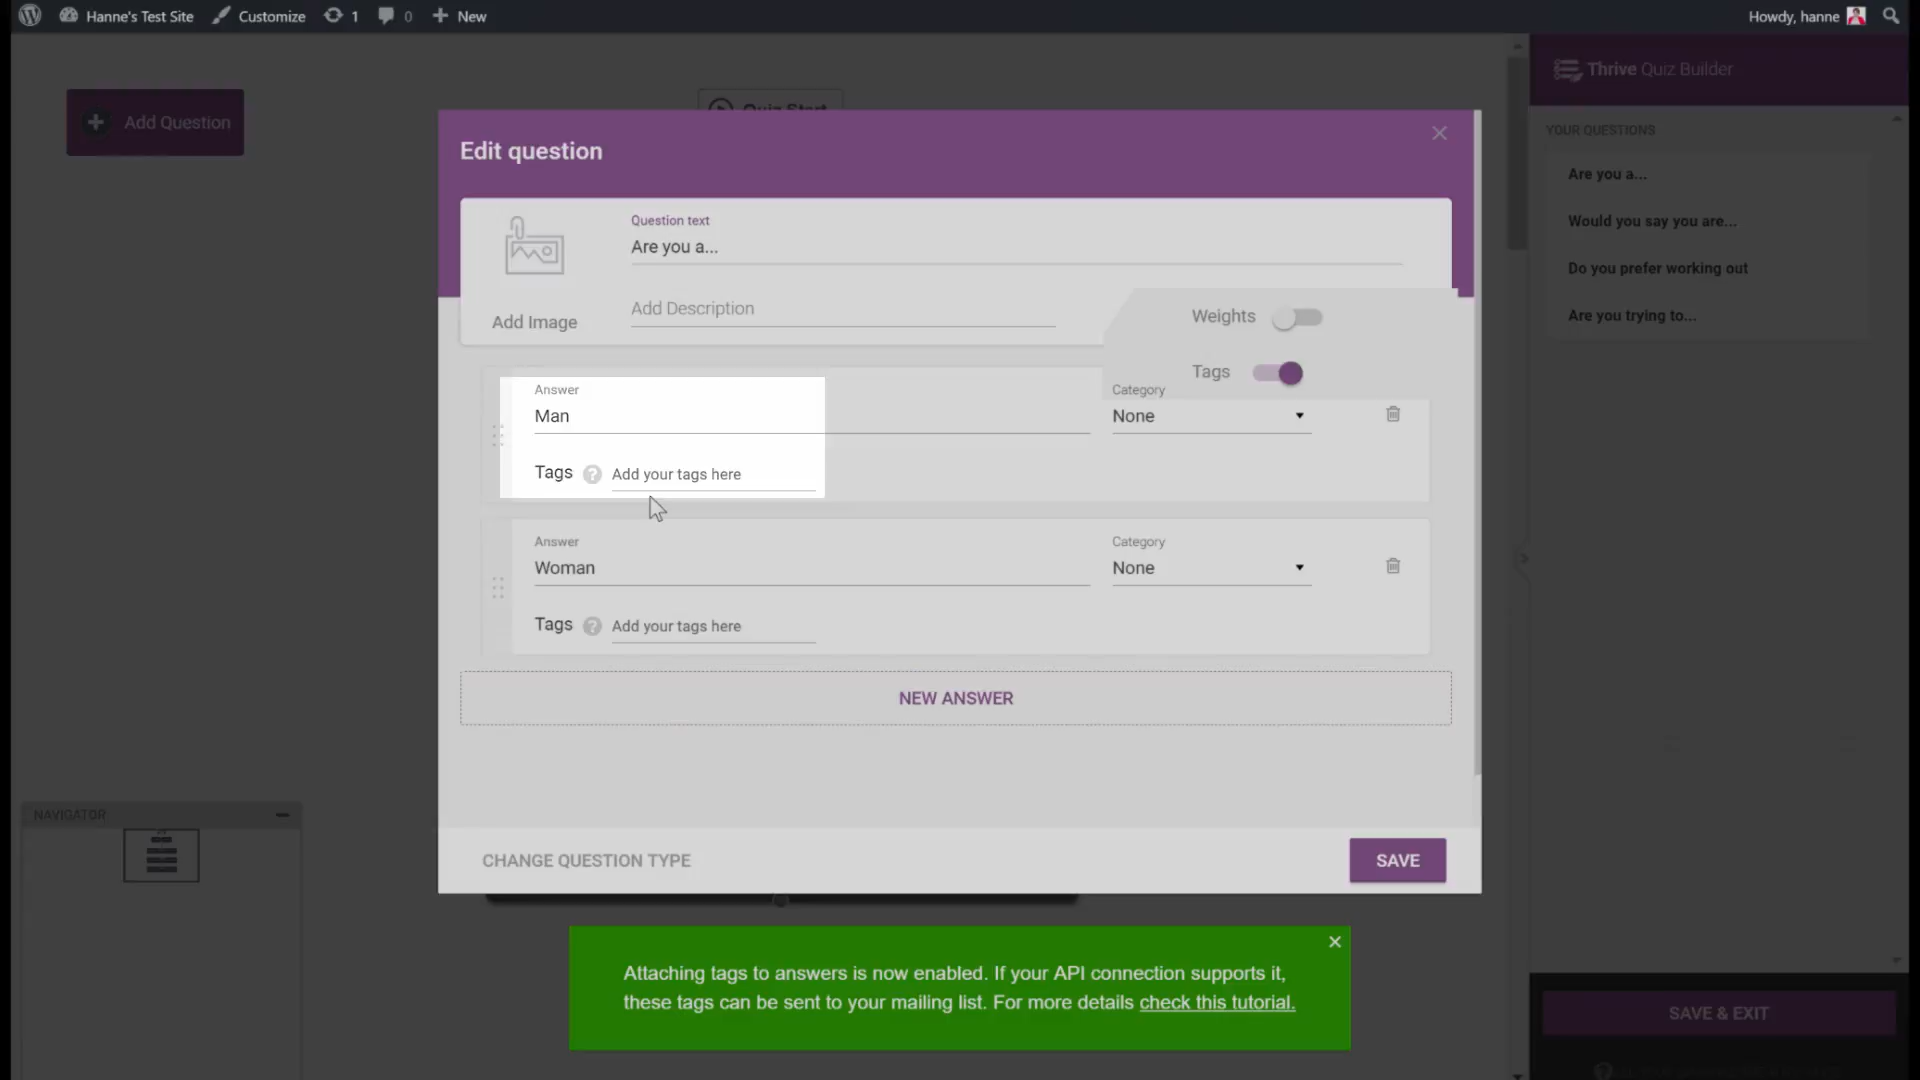 Hanne's Test Site Customize 1 0 New Howdy, hanne
Add Question
Quiz Start
Thrive Quiz Builder
YOUR QUESTIONS
Are you a...
Would you say you are...
Do you prefer working out
Are you trying to...
Edit question
Question text
Are you a...
Add Image
Add Description
Weights
Tags
Answer
Man
Category
None
Tags ? Add your tags here
Answer
Woman
Category
None
Tags ? Add your tags here
NEW ANSWER
CHANGE QUESTION TYPE
SAVE
NAVIGATOR
Attaching tags to answers is now enabled. If your API connection supports it,
these tags can be sent to your mailing list. For more details check this tutorial.
SAVE & EXIT